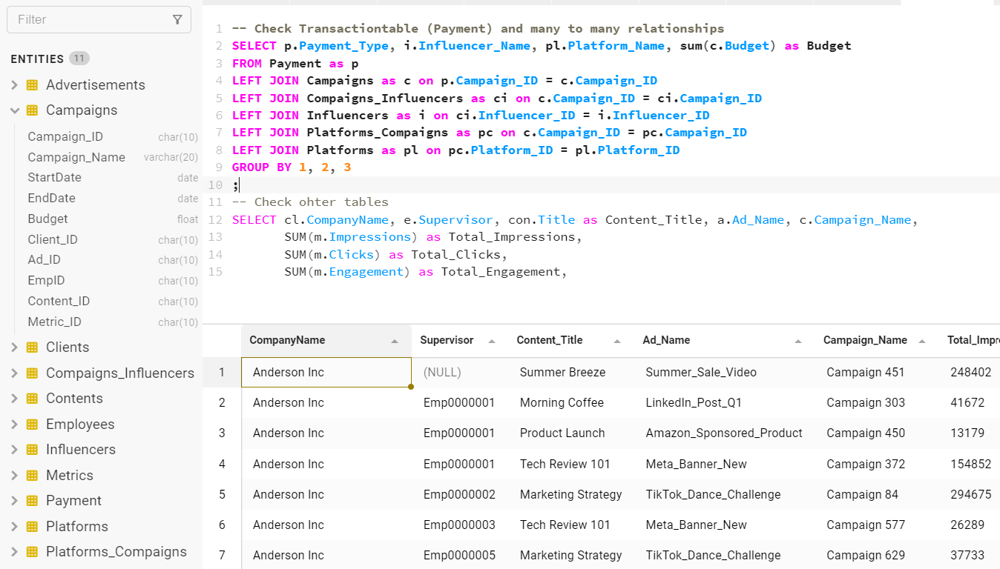 Filter
ENTITIES 11
Advertisements
Campaigns
Campaign_ID char(10)
Campaign_Name varchar(20)
StartDate date
EndDate date
Budget float
Client_ID char(10)
Ad_ID char(10)
EmpID char(10)
Content_ID char(10)
Metric_ID char(10)
Clients
Compaigns_Influencers
Contents
Employees
Influencers
Metrics
Payment
Platforms
Platforms_Compaigns
1 -- Check Transactiontable (Payment) and many to many relationships
2 SELECT p.Payment_Type, i.Influencer_Name, pl.Platform_Name, sum(c.Budget) as Budget
3 FROM Payment as p
4 LEFT JOIN Campaigns as c on p.Campaign_ID = c.Campaign_ID
5 LEFT JOIN Compaigns_Influencers as ci on c.Campaign_ID = ci.Campaign_ID
6 LEFT JOIN Influencers as i on ci.Influencer_ID = i.Influencer_ID
7 LEFT JOIN Platforms_Compaigns as pc on c.Campaign_ID = pc.Campaign_ID
8 LEFT JOIN Platforms as pl on pc.Platform_ID = pl.Platform_ID
9 GROUP BY 1, 2, 3
10 ;
11 -- Check ohter tables
12 SELECT cl.CompanyName, e.Supervisor, con.Title as Content_Title, a.Ad_Name, c.Campaign_Name,
13 SUM(m.Impressions) as Total_Impressions,
14 SUM(m.Clicks) as Total_Clicks,
15 SUM(m.Engagement) as Total_Engagement,
CompanyName Supervisor Content_Title Ad_Name Campaign_Name Total_Impre
1 Anderson Inc (NULL) Summer Breeze Summer_Sale_Video Campaign 451 248402
2 Anderson Inc Emp0000001 Morning Coffee LinkedIn_Post_Q1 Campaign 303 41672
3 Anderson Inc Emp0000001 Product Launch Amazon_Sponsored_Product Campaign 450 13179
4 Anderson Inc Emp0000001 Tech Review 101 Meta_Banner_New Campaign 372 154852
5 Anderson Inc Emp0000002 Marketing Strategy TikTok_Dance_Challenge Campaign 84 294675
6 Anderson Inc Emp0000003 Tech Review 101 Meta_Banner_New Campaign 577 26289
7 Anderson Inc Emp0000005 Marketing Strategy TikTok_Dance_Challenge Campaign 629 37733